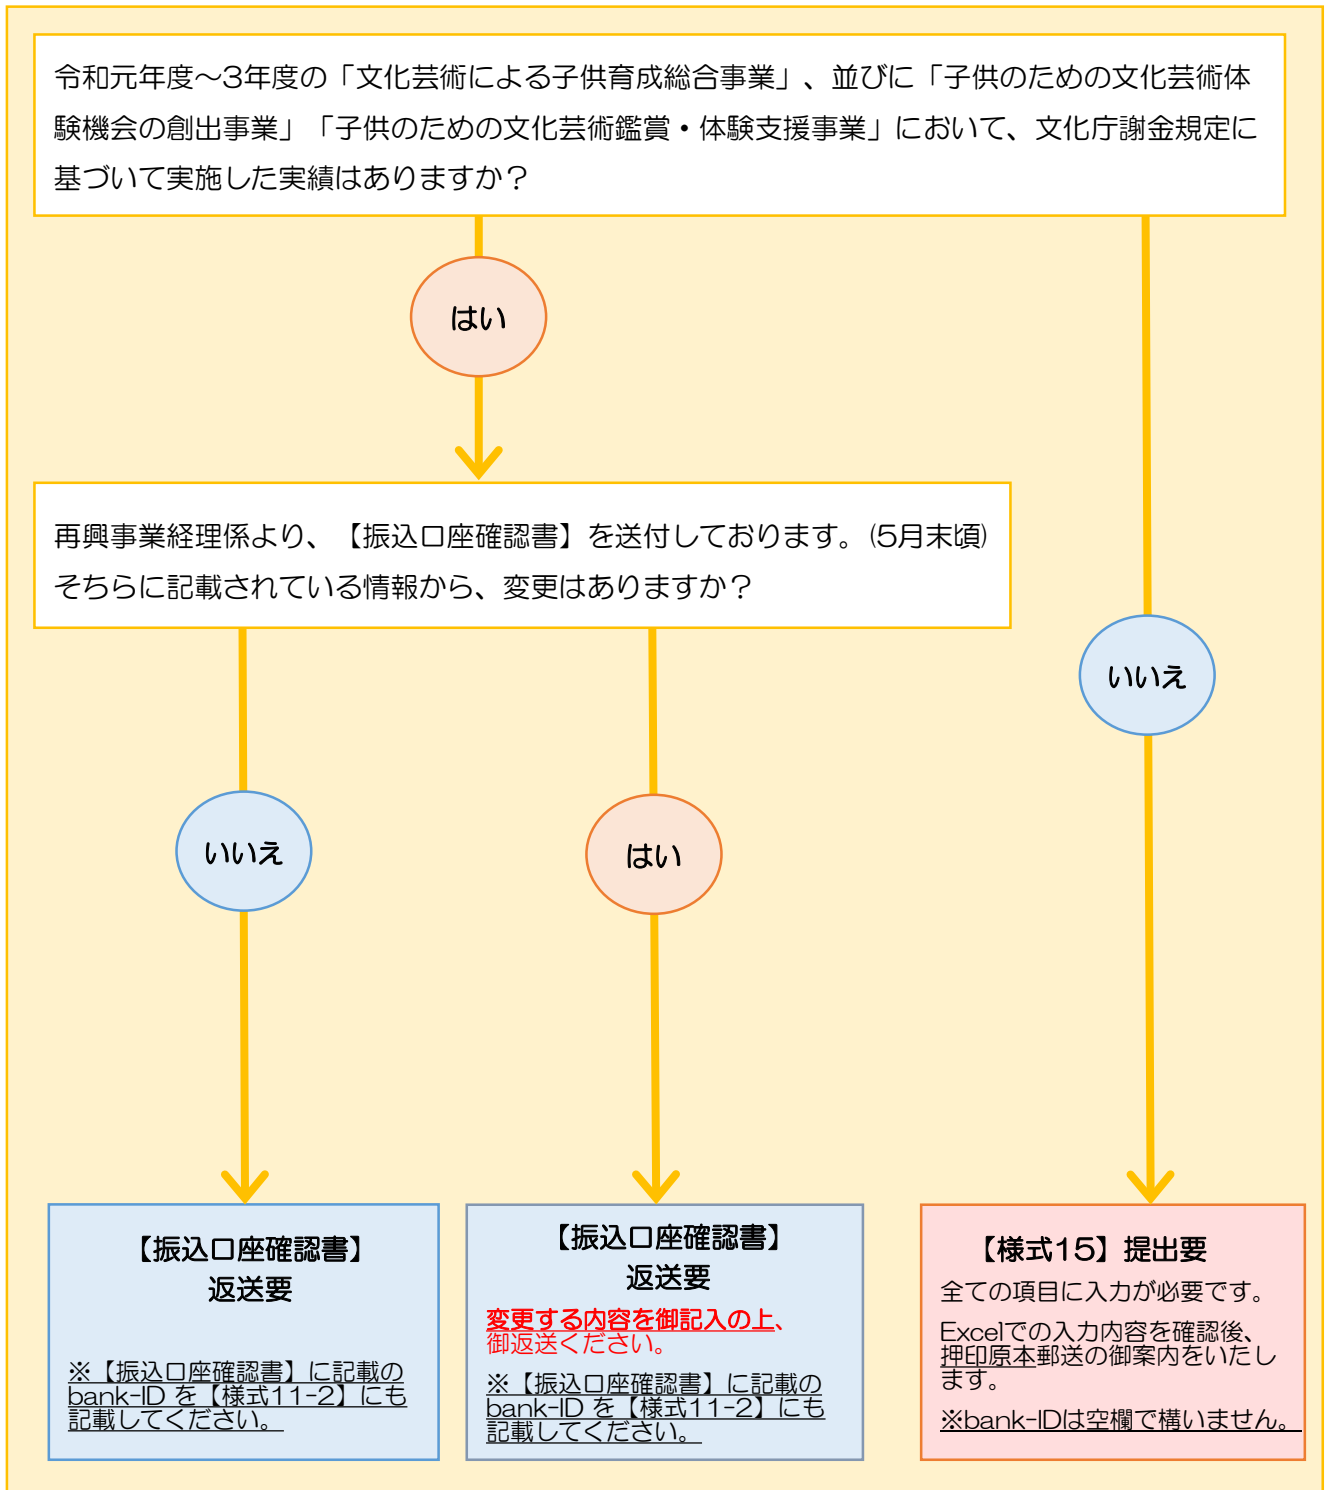 令和元年度～3年度の「文化芸術による子供育成総合事業」、並びに「子供のための文化芸術体
験機会の創出事業」「子供のための文化芸術鑑賞・体験支援事業」において、文化庁謝金規定に
基づいて実施した実績はありますか？
はい
再興事業経理係より、【振込口座確認書】を送付しております。(5月末頃)
そちらに記載されている情報から、変更はありますか？
いいえ
いいえ
はい
【振込口座確認書】
返送要
※【振込口座確認書】に記載の
bank-ID を【様式11-2】にも
記載してください。
【振込口座確認書】
返送要
変更する内容を御記入の上、
御返送ください。
※【振込口座確認書】に記載の
bank-ID を【様式11-2】にも
記載してください。
【様式15】提出要
全ての項目に入力が必要です。
Excelでの入力内容を確認後、
押印原本郵送の御案内をいたし
ます。
※bank-IDは空欄で構いません。